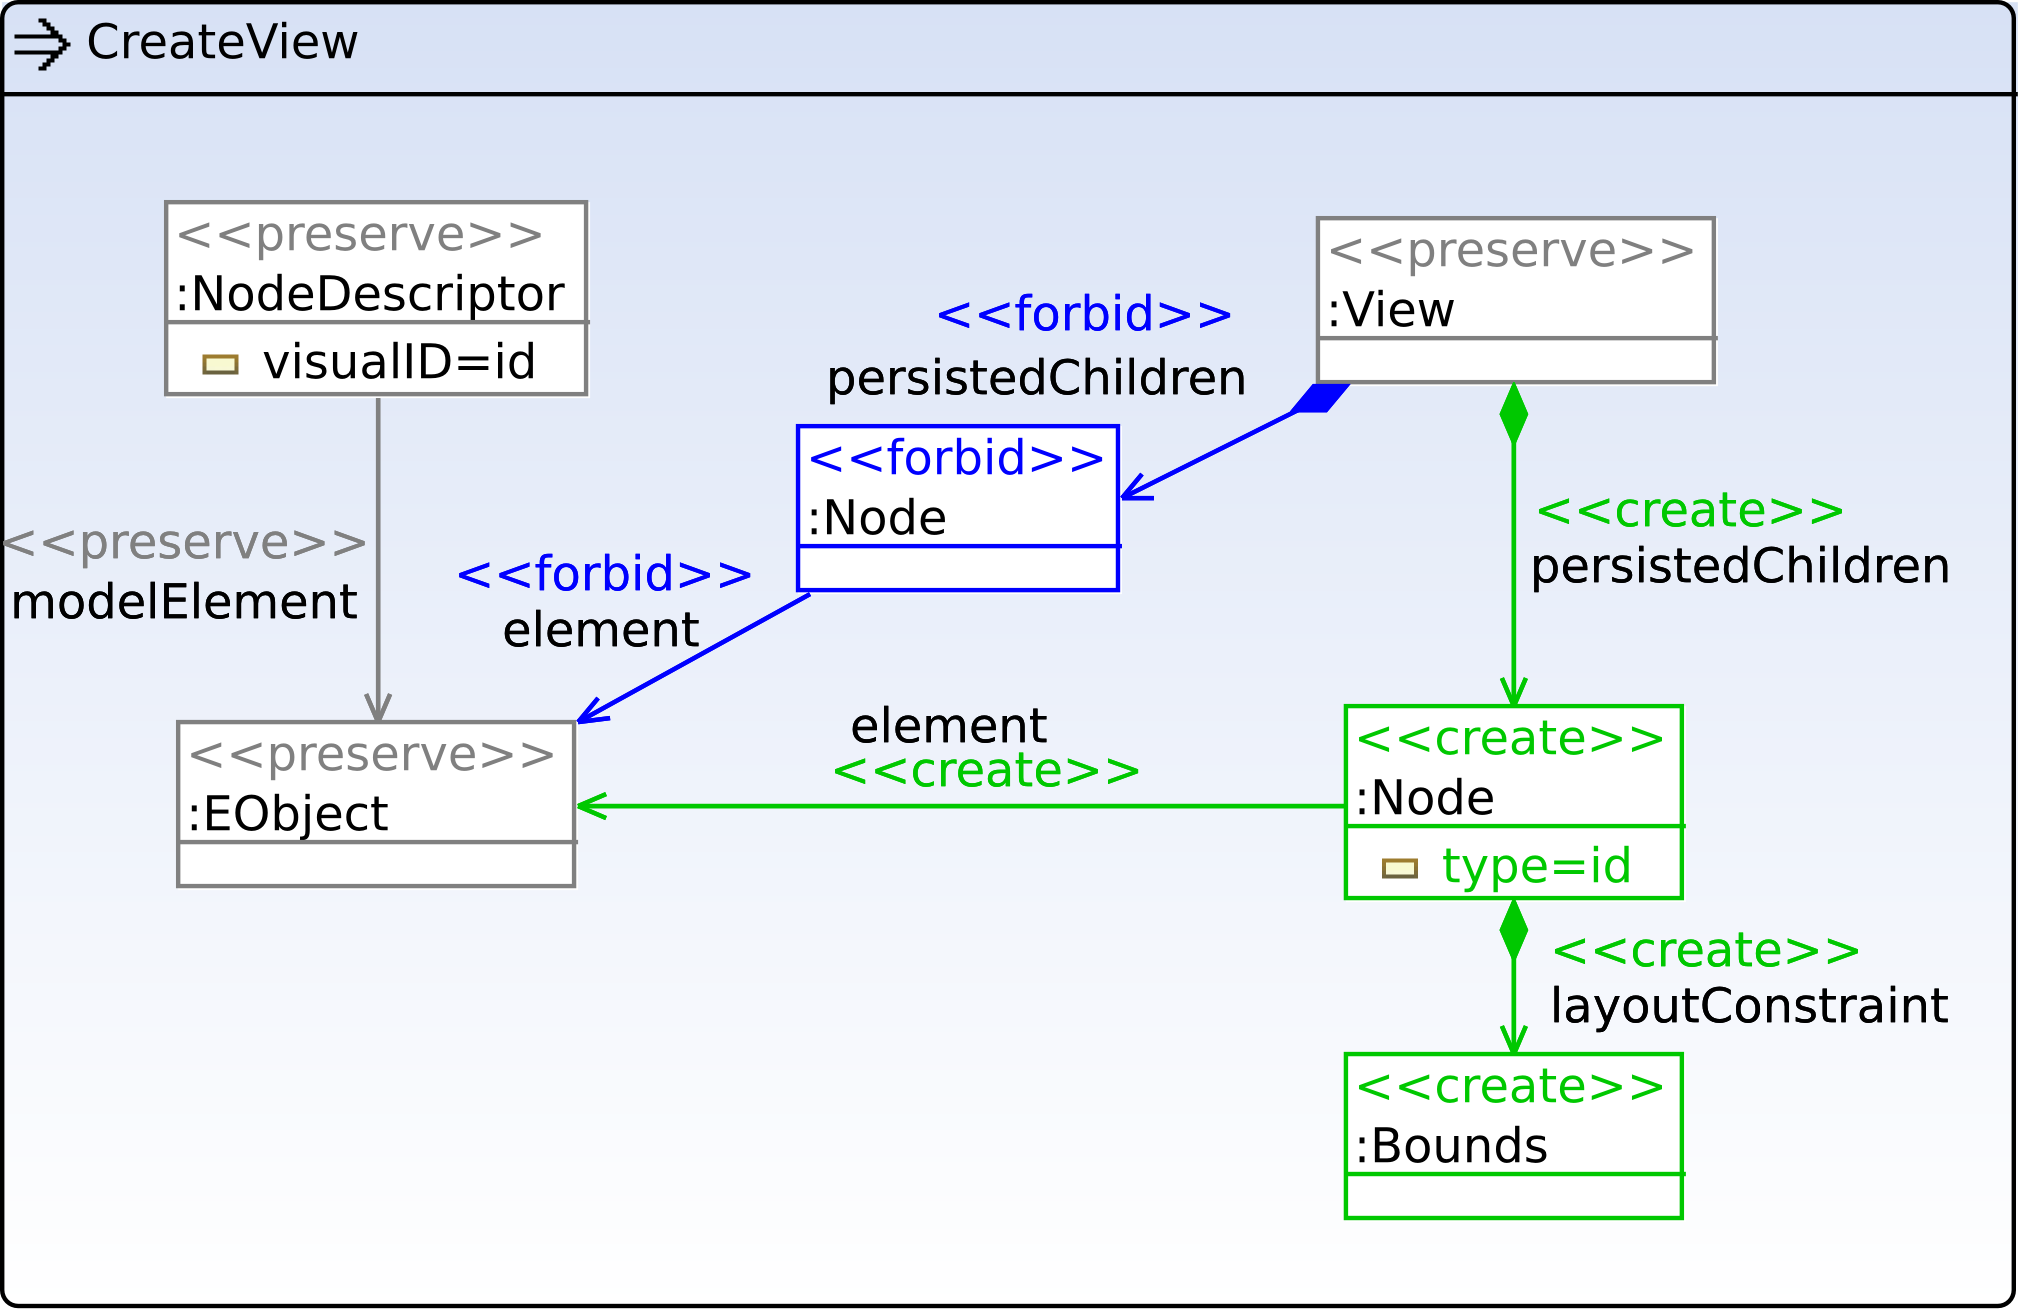 CreateView
<<preserve>>
:NodeDescriptor
visualID=id
<<preserve>>
:View
<<forbid>>
persistedChildren
<<forbid>>
:Node
<<create>>
persistedChildren
<<preserve>>
modelElement
<<forbid>>
element
<<preserve>>
:EObject
element
<<create>>
<<create>>
:Node
type=id
<<create>>
layoutConstraint
<<create>>
:Bounds